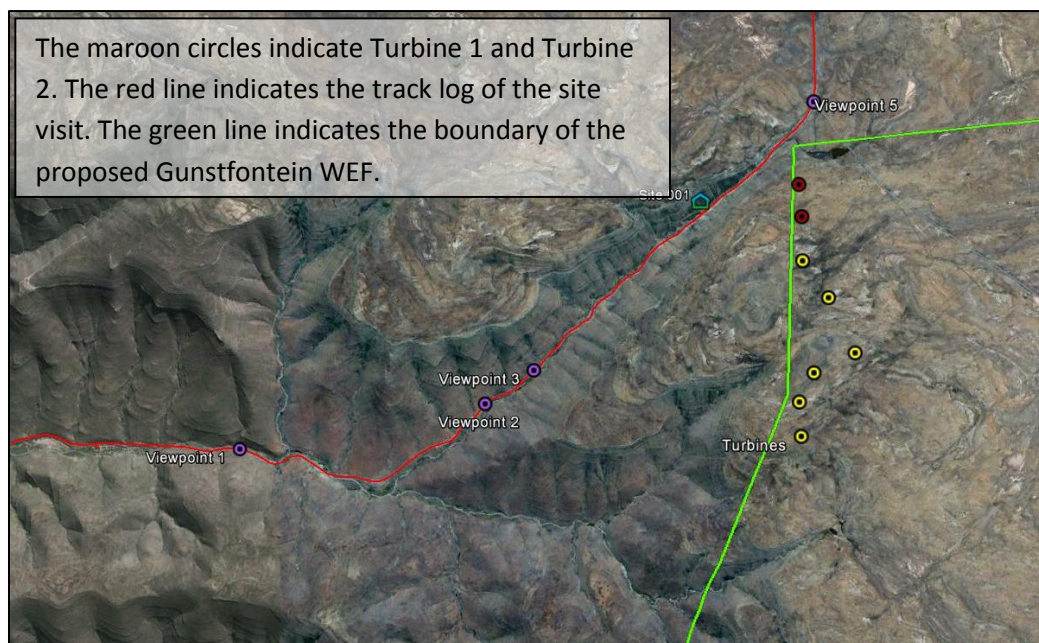 The maroon circles indicate Turbine 1 and Turbine
2. The red line indicates the track log of the site
visit. The green line indicates the boundary of the
proposed Gunstfontein WEF.
Viewpoint 5
Site 001
Viewpoint 3
Viewpoint 2
Viewpoint 1
Turbines